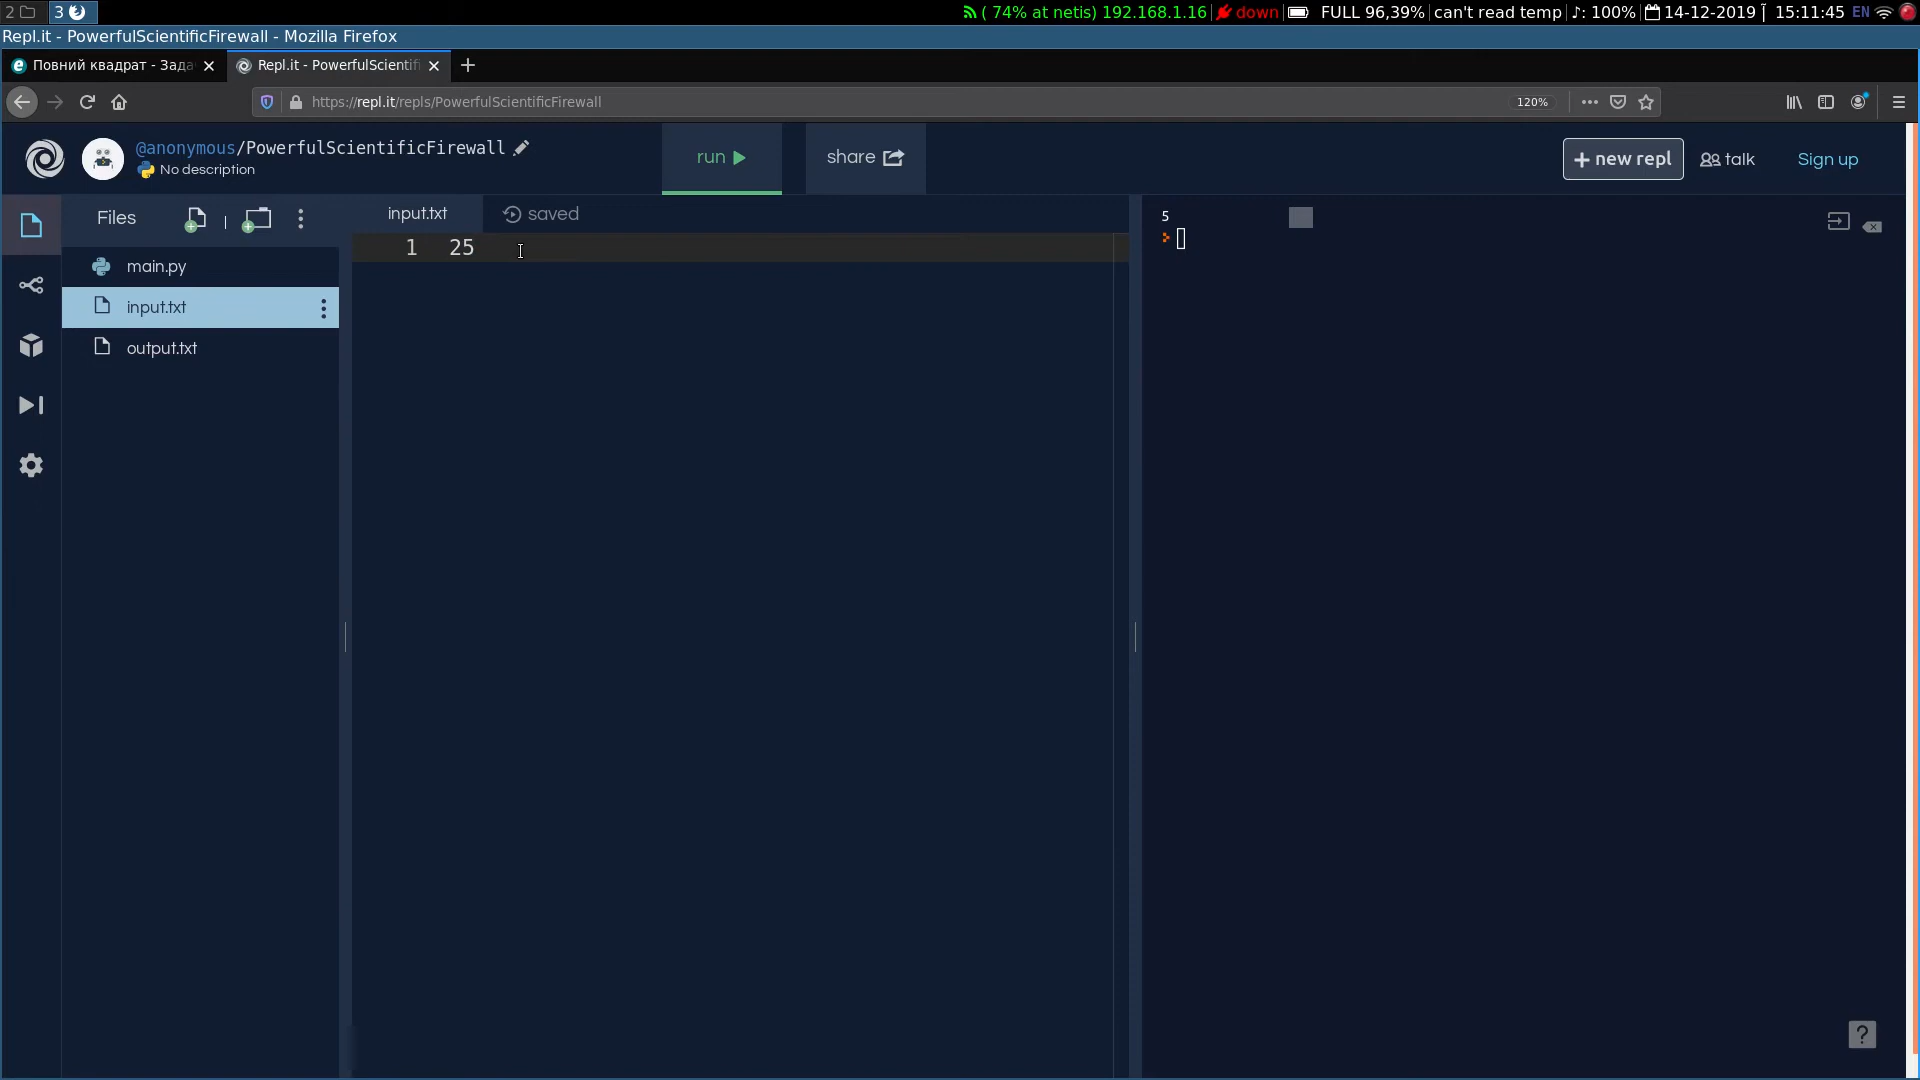 2 3 ( 74% at netis) 192.168.1.16 down FULL 96,39% can't read temp ♪: 100% 14-12-2019 15:11:45 EN
Repl.it - PowerfulScientificFirewall - Mozilla Firefox
Повний квадрат - Зада Repl.it - PowerfulScientifi
https://repl.it/repls/PowerfulScientificFirewall 120%
@anonymous/PowerfulScientificFirewall
No description
run
share
+ new repl
talk
Sign up
Files
main.py
input.txt
output.txt
input.txt
saved
1 25
5
?